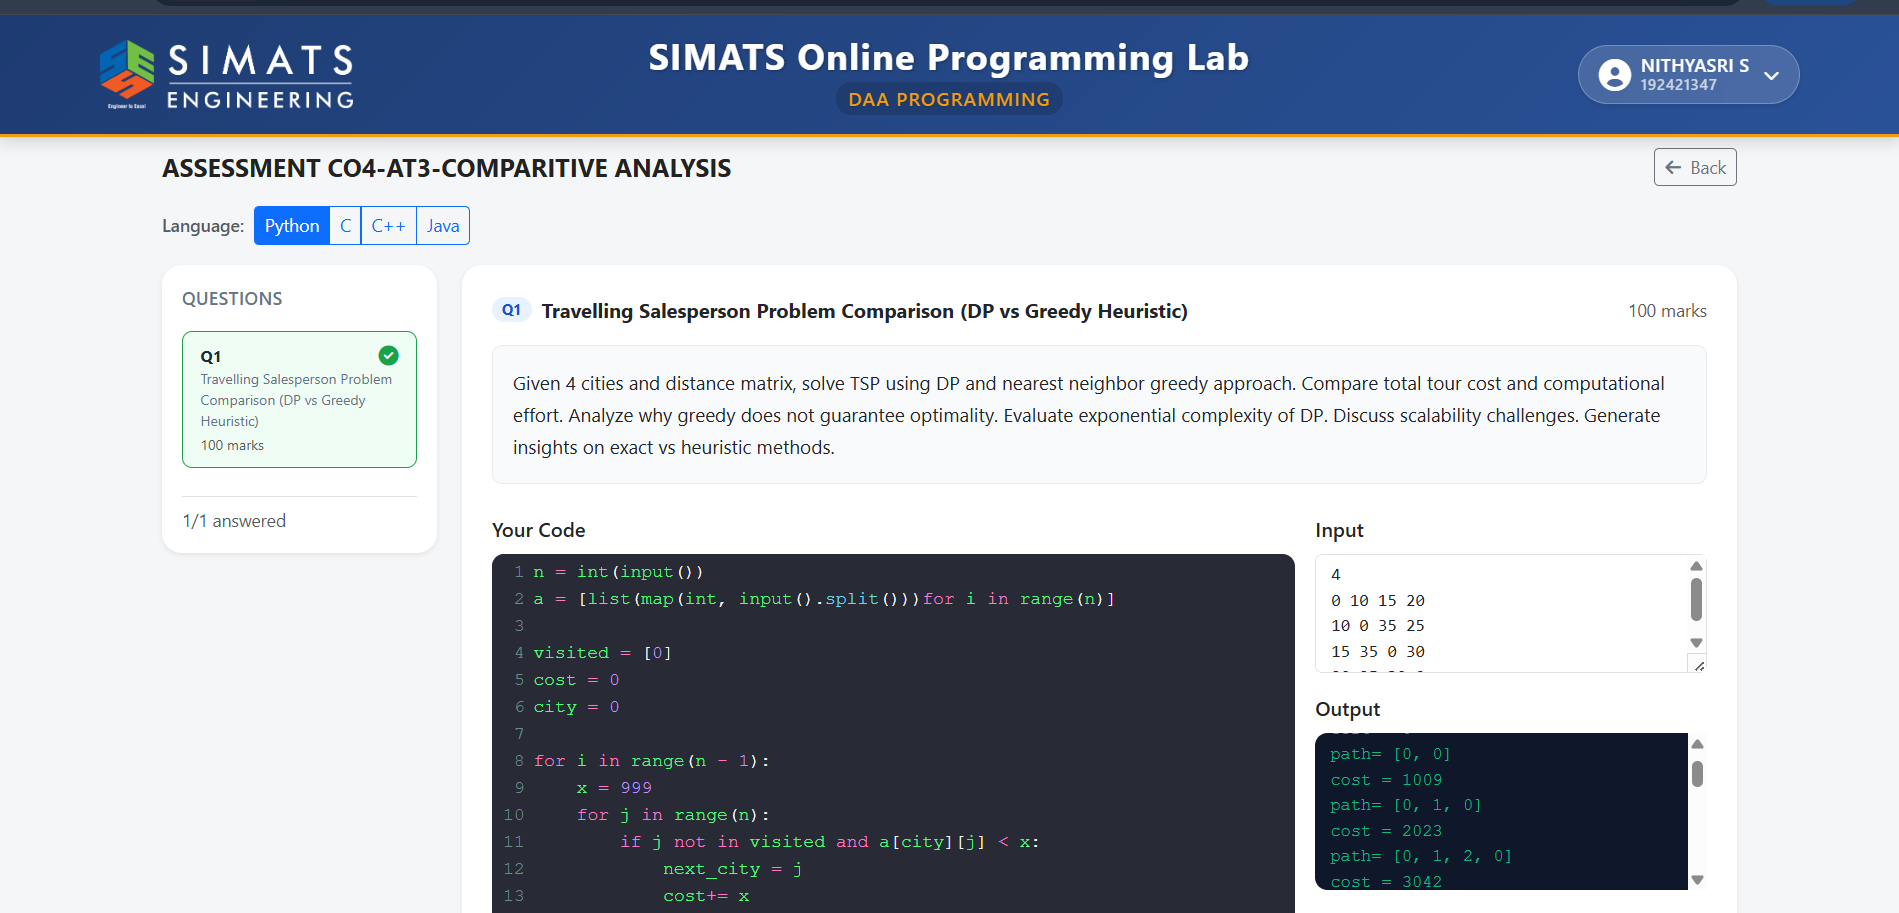 SIMATS
ENGINEERING
Engineer to Excel
SIMATS Online Programming Lab
DAA PROGRAMMING
NITHYASRI S
192421347
ASSESSMENT CO4-AT3-COMPARITIVE ANALYSIS
Back
Language: Python C C++ Java
QUESTIONS
Q1
Travelling Salesperson Problem
Comparison (DP vs Greedy
Heuristic)
100 marks
1/1 answered
Q1 Travelling Salesperson Problem Comparison (DP vs Greedy Heuristic) 100 marks
Given 4 cities and distance matrix, solve TSP using DP and nearest neighbor greedy approach. Compare total tour cost and computational
effort. Analyze why greedy does not guarantee optimality. Evaluate exponential complexity of DP. Discuss scalability challenges. Generate
insights on exact vs heuristic methods.
Your Code
1 n = int(input())
2 a = [list(map(int, input().split()))for i in range(n)]
3
4 visited = [0]
5 cost = 0
6 city = 0
7
8 for i in range(n - 1):
9     x = 999
10     for j in range(n):
11         if j not in visited and a[city][j] < x:
12             next_city = j
13             cost+= x
Input
4
0 10 15 20
10 0 35 25
15 35 0 30
Output
path= [0, 0]
cost = 1009
path= [0, 1, 0]
cost = 2023
path= [0, 1, 2, 0]
cost = 3042